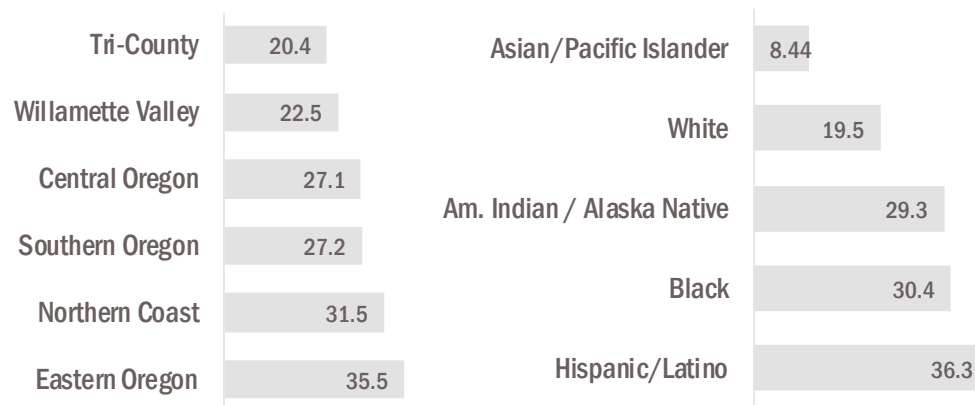 Tri-County 20.4
Willamette Valley 22.5
Central Oregon 27.1
Southern Oregon 27.2
Northern Coast 31.5
Eastern Oregon 35.5
Asian/Pacific Islander 8.44
White 19.5
Am. Indian / Alaska Native 29.3
Black 30.4
Hispanic/Latino 36.3